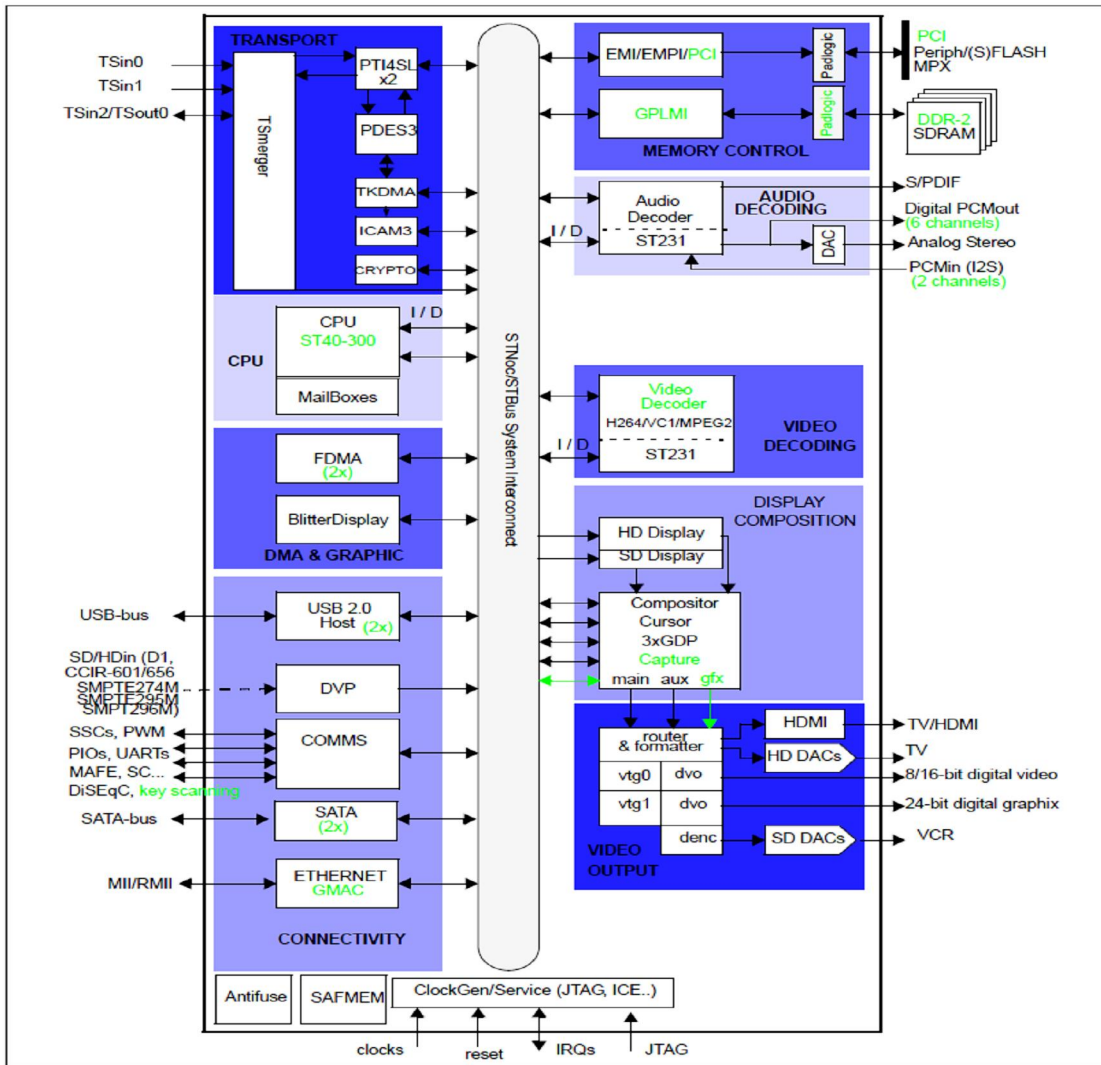 TRANSPORT
TSin0
TSin1
TSin2/TSout0
TSmerger
PTI4SL
x2
PDES3
TKDMA
ICAM3
CRYPTO
CPU
ST40-300
I / D
CPU
MailBoxes
FDMA
(2x)
BlitterDisplay
DMA & GRAPHIC
USB-bus
USB 2.0
Host (2x)
SD/HDin (D1,
CCIR-601/656
SMPTE274M
SMPTE295M
SMPT296M)
DVP
SSCs, PWM
PIOs, UARTs
MAFE, SC...
DiSEqC, key scanning
COMMS
SATA-bus
SATA
(2x)
MII/RMII
ETHERNET
GMAC
CONNECTIVITY
STNoc/STBus System Interconnect
EMI/EMPI/PCI
Padlogic
PCI
Periph/(S)FLASH
MPX
GPLMI
Padlogic
DDR-2
SDRAM
MEMORY CONTROL
AUDIO
DECODING
Audio
Decoder
ST231
I / D
DAC
S/PDIF
Digital PCMout
(6 channels)
Analog Stereo
PCMin (I2S)
(2 channels)
Video
Decoder
H264/VC1/MPEG2
ST231
I / D
VIDEO
DECODING
DISPLAY
COMPOSITION
HD Display
SD Display
Compositor
Cursor
3xGDP
Capture
main aux gfx
router
& formatter
vtg0 dvo
vtg1 dvo
denc
HDMI
HD DACs
SD DACs
TV/HDMI
TV
8/16-bit digital video
24-bit digital graphix
VCR
VIDEO
OUTPUT
Antifuse
SAFMEM
ClockGen/Service (JTAG, ICE..)
clocks
reset
IRQs
JTAG